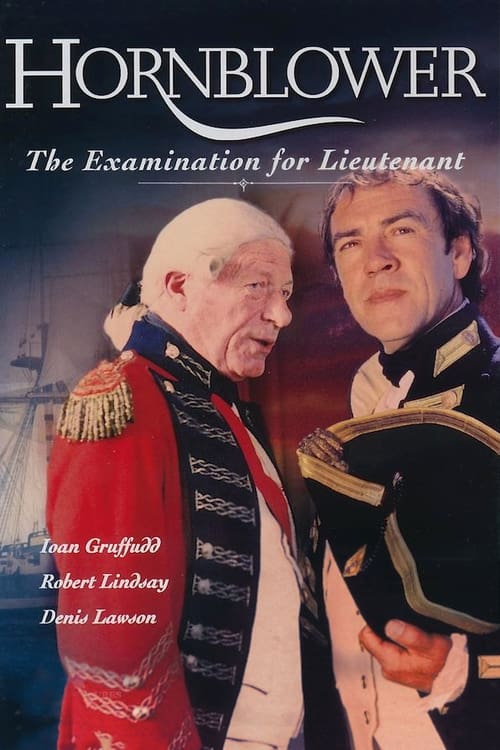 HORNBLOWER
The Examination for Lieutenant
Ioan Gruffudd
Robert Lindsay
Denis Lawson